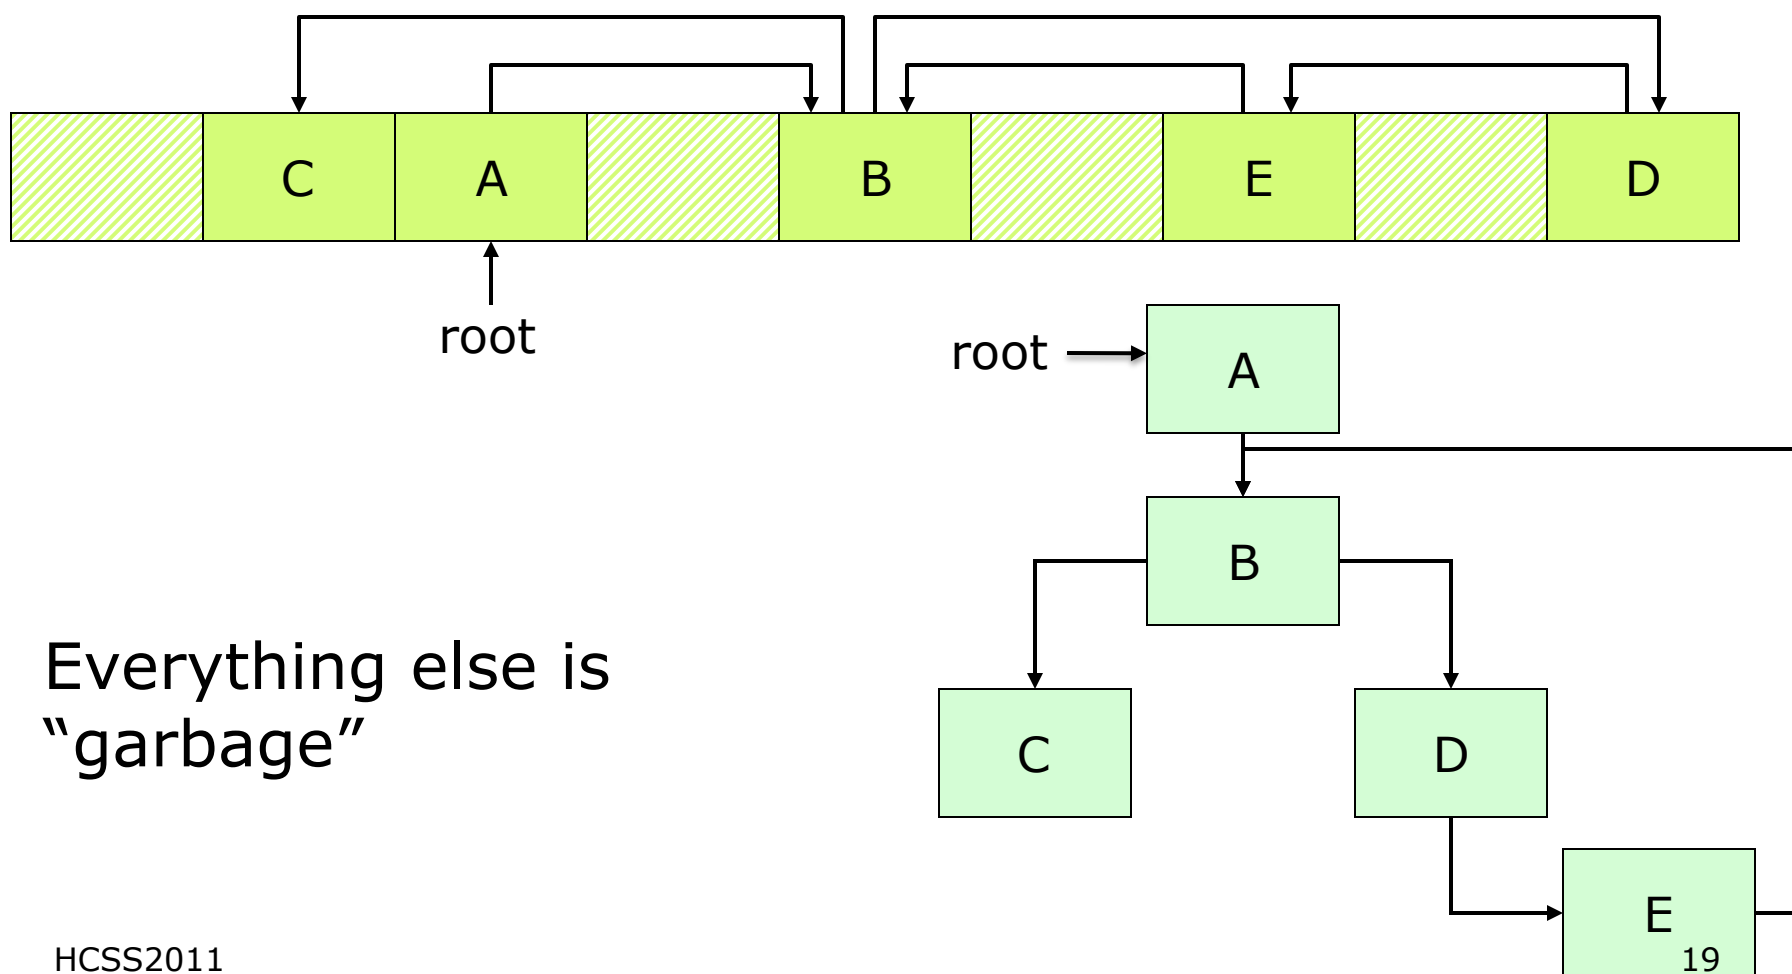 C A B E D
root
root
A
B
Everything else is
“garbage”
C D
E
HCSS2011 19